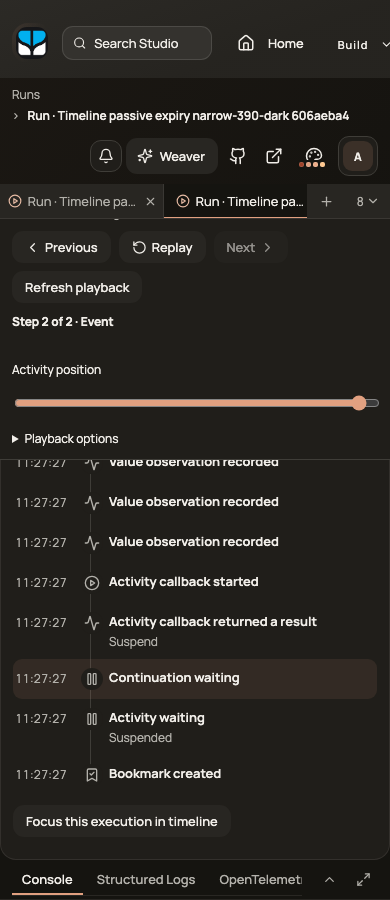 Search Studio
Home
Build
Runs
› Run · Timeline passive expiry narrow-390-dark 606aeba4
Weaver
A
Run · Timeline pa...
Run · Timeline pa...
8
Previous
Replay
Next
Refresh playback
Step 2 of 2 · Event
Activity position
Playback options
11:27:27 Value observation recorded
11:27:27 Value observation recorded
11:27:27 Value observation recorded
11:27:27 Activity callback started
11:27:27 Activity callback returned a result
Suspend
11:27:27 Continuation waiting
11:27:27 Activity waiting
Suspended
11:27:27 Bookmark created
Focus this execution in timeline
Console
Structured Logs
OpenTelemet